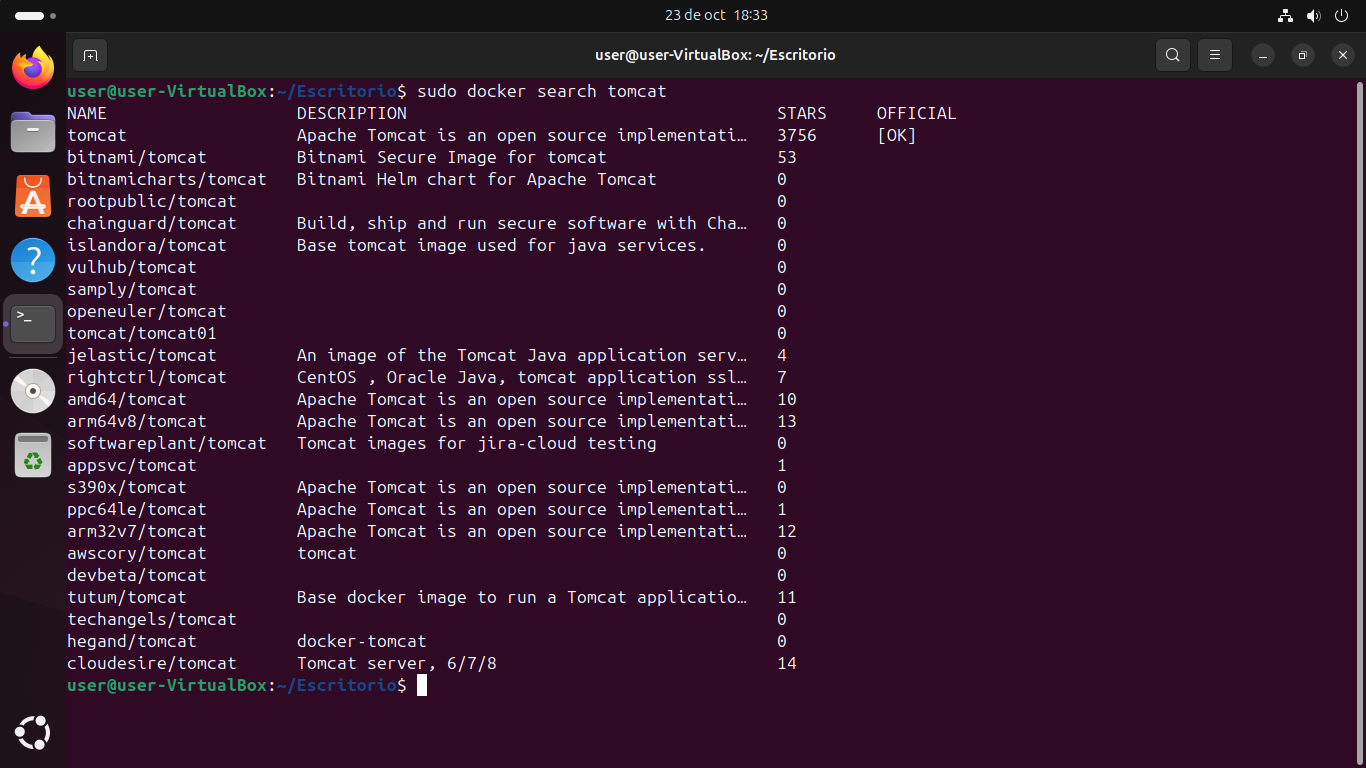 23 de oct 18:33
user@user-VirtualBox: ~/Escritorio
user@user-VirtualBox:~/Escritorio$ sudo docker search tomcat
NAME DESCRIPTION STARS OFFICIAL
tomcat Apache Tomcat is an open source implementati… 3756 [OK]
bitnami/tomcat Bitnami Secure Image for tomcat 53
bitnamicharts/tomcat Bitnami Helm chart for Apache Tomcat 0
rootpublic/tomcat 0
chainguard/tomcat Build, ship and run secure software with Cha… 0
islandora/tomcat Base tomcat image used for java services. 0
vulhub/tomcat 0
samply/tomcat 0
openeuler/tomcat 0
tomcat/tomcat01 0
jelastic/tomcat An image of the Tomcat Java application serv… 4
rightctrl/tomcat CentOS , Oracle Java, tomcat application ssl… 7
amd64/tomcat Apache Tomcat is an open source implementati… 10
arm64v8/tomcat Apache Tomcat is an open source implementati… 13
softwareplant/tomcat Tomcat images for jira-cloud testing 0
appsvc/tomcat 1
s390x/tomcat Apache Tomcat is an open source implementati… 0
ppc64le/tomcat Apache Tomcat is an open source implementati… 1
arm32v7/tomcat Apache Tomcat is an open source implementati… 12
awscory/tomcat tomcat 0
devbeta/tomcat 0
tutum/tomcat Base docker image to run a Tomcat applicatio… 11
techangels/tomcat 0
hegand/tomcat docker-tomcat 0
cloudesire/tomcat Tomcat server, 6/7/8 14
user@user-VirtualBox:~/Escritorio$